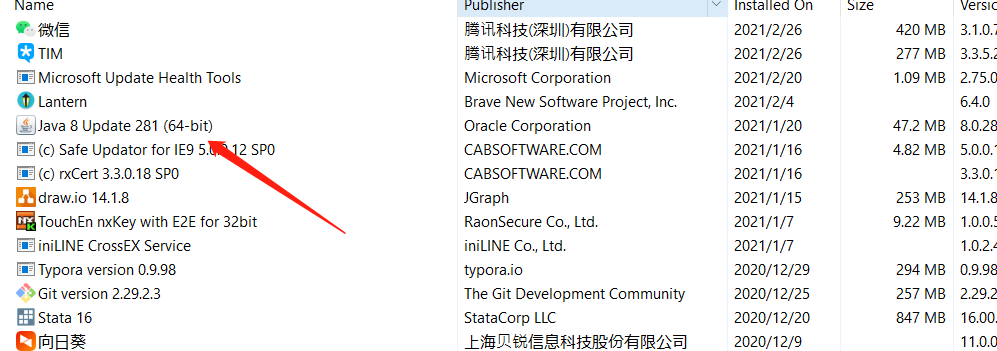 Name Publisher Installed On Size Versio
微信 腾讯科技(深圳)有限公司 2021/2/26 420 MB 3.1.0.7
TIM 腾讯科技(深圳)有限公司 2021/2/26 277 MB 3.3.5.2
Microsoft Update Health Tools Microsoft Corporation 2021/2/20 1.09 MB 2.75.0
Lantern Brave New Software Project, Inc. 2021/2/4 6.4.0
Java 8 Update 281 (64-bit) Oracle Corporation 2021/1/20 47.2 MB 8.0.28
(c) Safe Updator for IE9 5.0.0.12 SP0 CABSOFTWARE.COM 2021/1/16 4.82 MB 5.0.0.1
(c) rxCert 3.3.0.18 SP0 CABSOFTWARE.COM 2021/1/16 3.3.0.1
draw.io 14.1.8 JGraph 2021/1/15 253 MB 14.1.8
TouchEn nxKey with E2E for 32bit RaonSecure Co., Ltd. 2021/1/7 9.22 MB 1.0.0.5
iniLINE CrossEX Service iniLINE Co., Ltd. 2021/1/7 1.0.2.4
Typora version 0.9.98 typora.io 2020/12/29 294 MB 0.9.98
Git version 2.29.2.3 The Git Development Community 2020/12/25 257 MB 2.29.2
Stata 16 StataCorp LLC 2020/12/20 847 MB 16.00.
向日葵 上海贝锐信息科技股份有限公司 2020/12/9 11.0.0